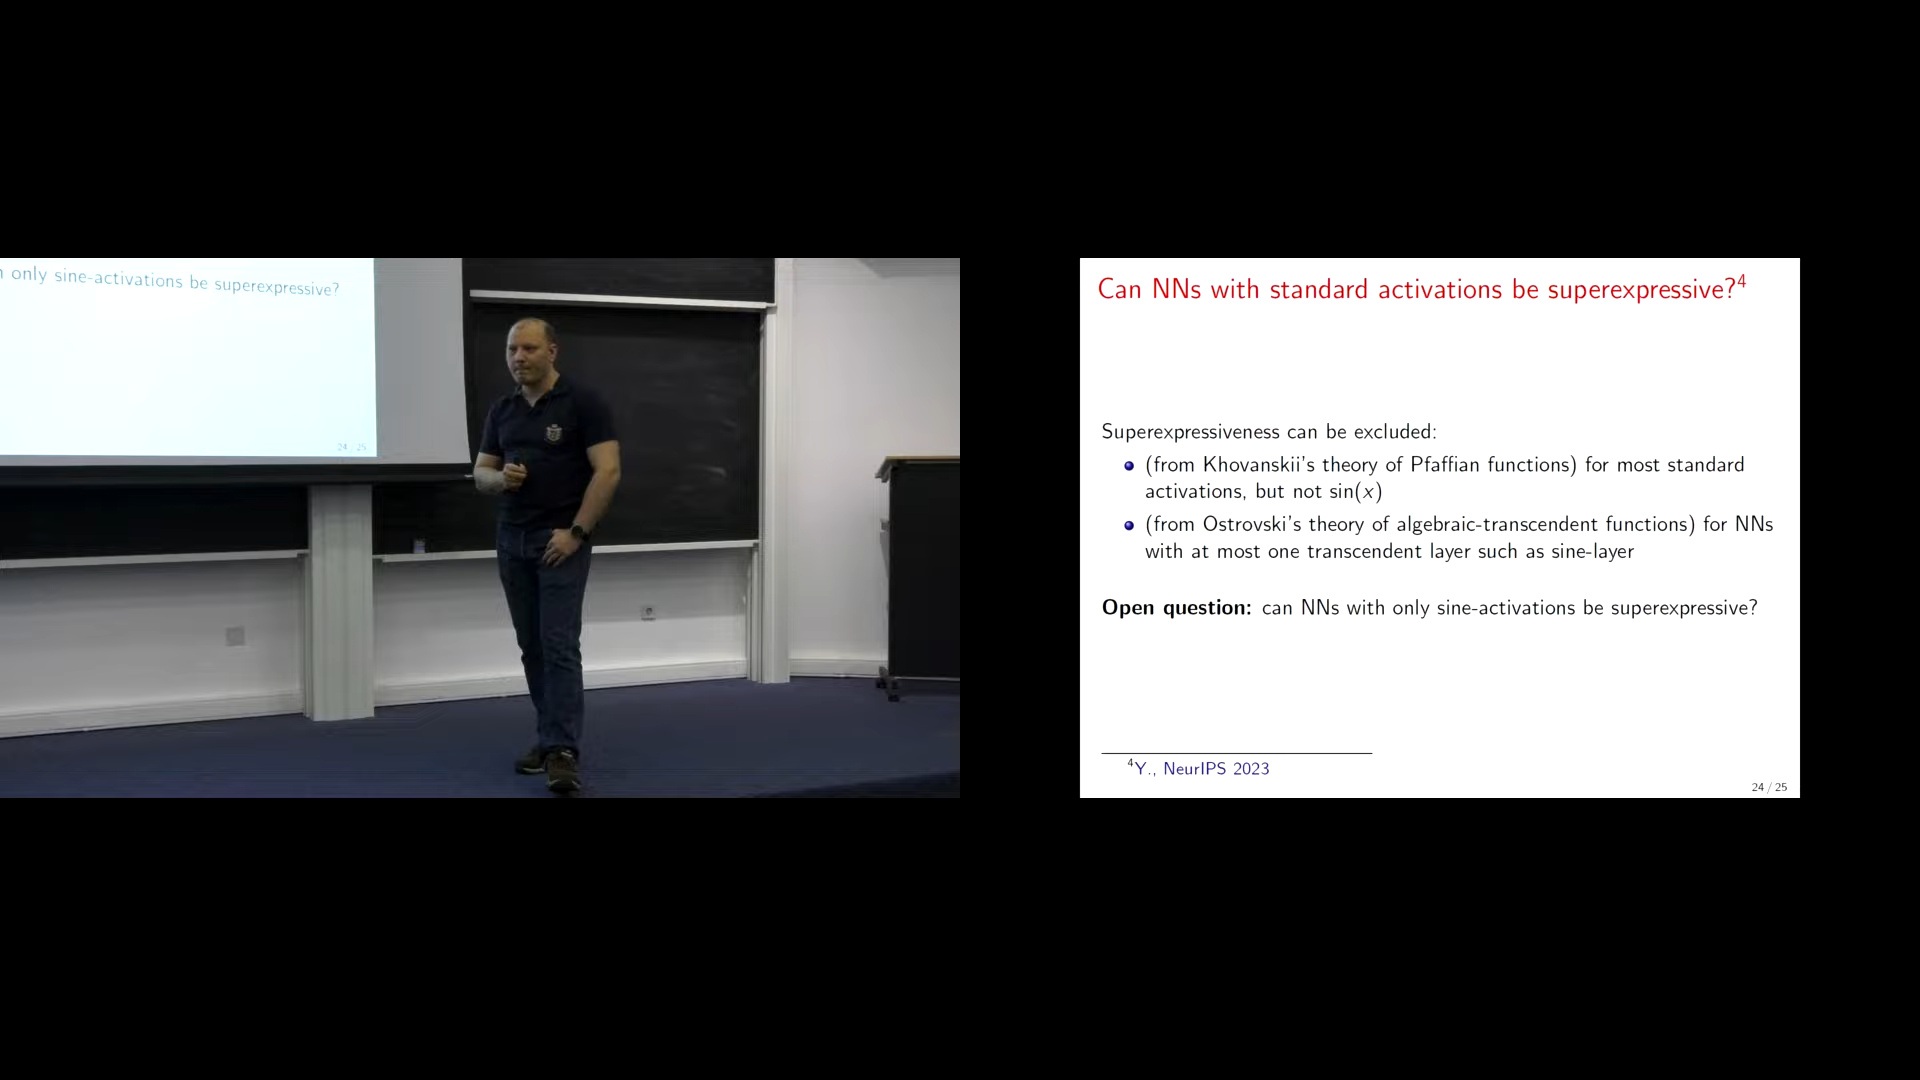 n only sine-activations be superexpressive?
24 / 25
Can NNs with standard activations be superexpressive?⁴
Superexpressiveness can be excluded:
(from Khovanskii's theory of Pfaffian functions) for most standard
activations, but not sin(x)
(from Ostrovski's theory of algebraic-transcendent functions) for NNs
with at most one transcendent layer such as sine-layer
Open question: can NNs with only sine-activations be superexpressive?
⁴Y., NeurIPS 2023
24 / 25